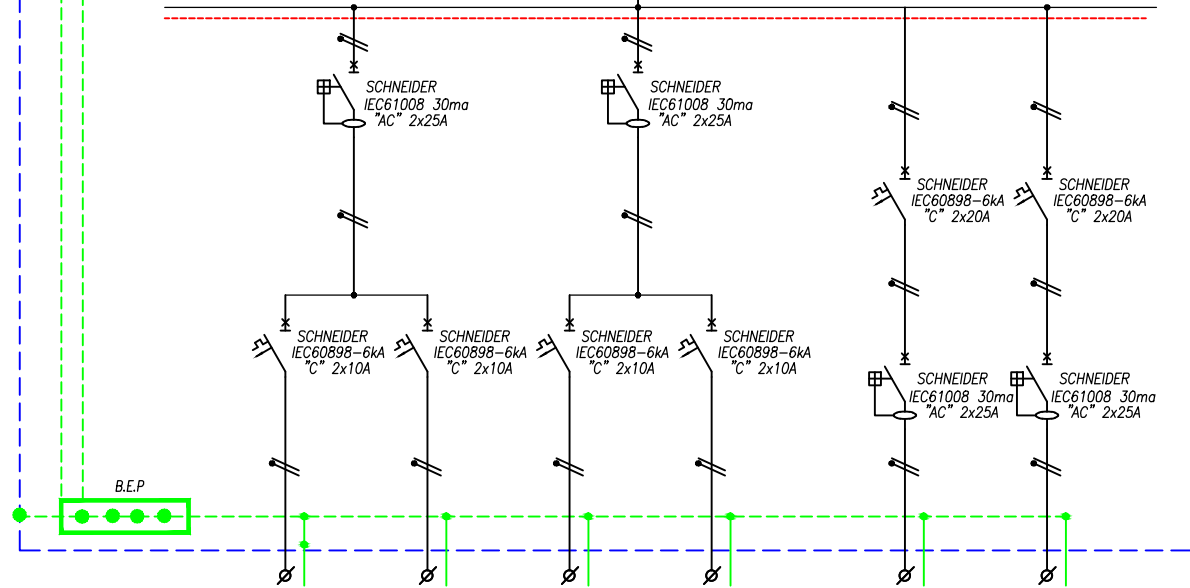 SCHNEIDER
IEC61008 30ma
"AC" 2x25A
SCHNEIDER
IEC61008 30ma
"AC" 2x25A
SCHNEIDER
IEC60898-6kA
"C" 2x20A
SCHNEIDER
IEC60898-6kA
"C" 2x20A
SCHNEIDER
IEC60898-6kA
"C" 2x10A
SCHNEIDER
IEC60898-6kA
"C" 2x10A
SCHNEIDER
IEC60898-6kA
"C" 2x10A
SCHNEIDER
IEC60898-6kA
"C" 2x10A
SCHNEIDER
IEC61008 30ma
"AC" 2x25A
SCHNEIDER
IEC61008 30ma
"AC" 2x25A
B.E.P